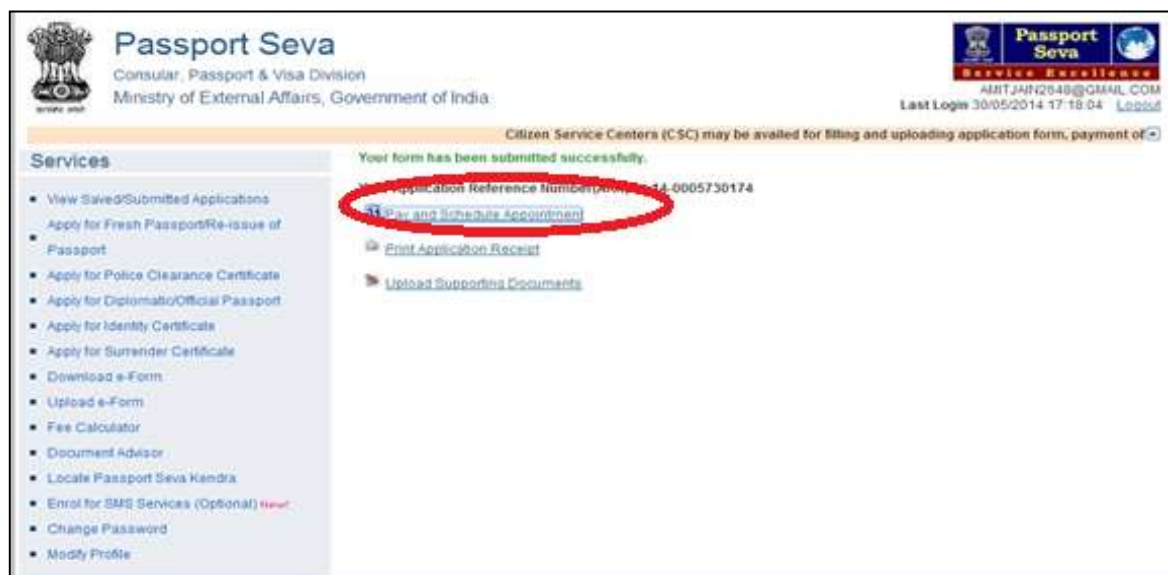 Passport Seva
Consular, Passport & Visa Division
Ministry of External Affairs, Government of India
Passport
Seva
Service Excellence
AMITJAIN2648@GMAIL.COM
Last Login 30/05/2014 17:18:04 Logout
Citizen Service Centers (CSC) may be availed for filling and uploading application form, payment of
Services
View Saved/Submitted Applications
Apply for Fresh Passport/Re-issue of
Passport
Apply for Police Clearance Certificate
Apply for Diplomatic/Official Passport
Apply for Identity Certificate
Apply for Surrender Certificate
Download e-Form
Upload e-Form
Fee Calculator
Document Advisor
Locate Passport Seva Kendra
Enrol for SMS Services (Optional) New!
Change Password
Modify Profile
Your form has been submitted successfully.
Application Reference Number 14-0005730174
Pay and Schedule Appointment
Print Application Receipt
Upload Supporting Documents